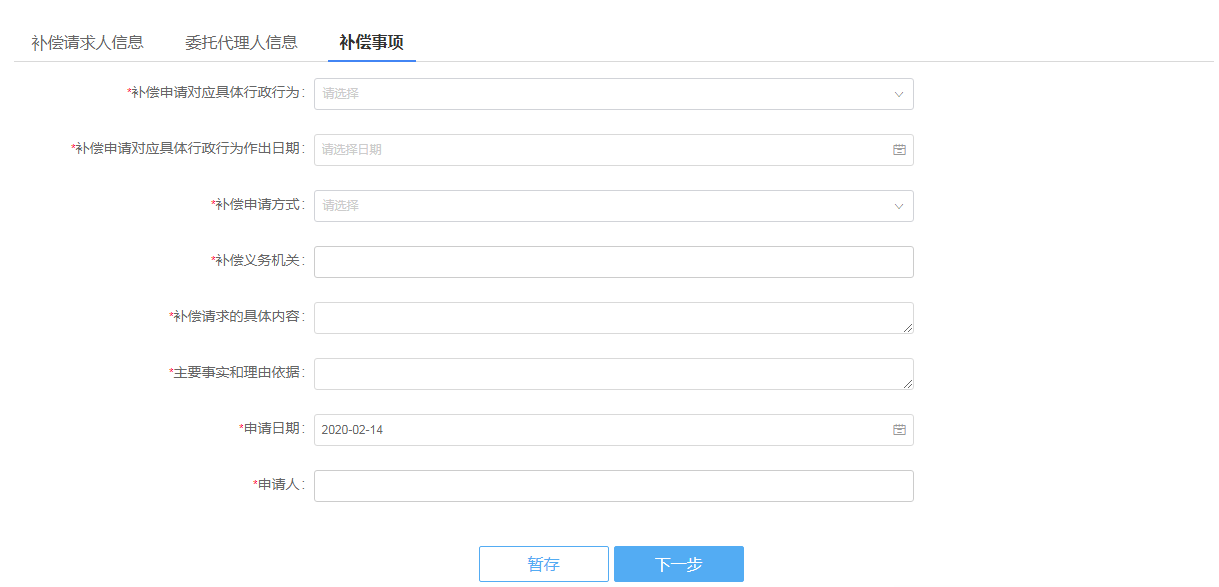 补偿请求人信息 委托代理人信息 补偿事项
*补偿申请对应具体行政行为: 请选择
*补偿申请对应具体行政行为作出日期: 请选择日期
*补偿申请方式: 请选择
*补偿义务机关:
*补偿请求的具体内容:
*主要事实和理由依据:
*申请日期: 2020-02-14
*申请人:
暂存 下一步